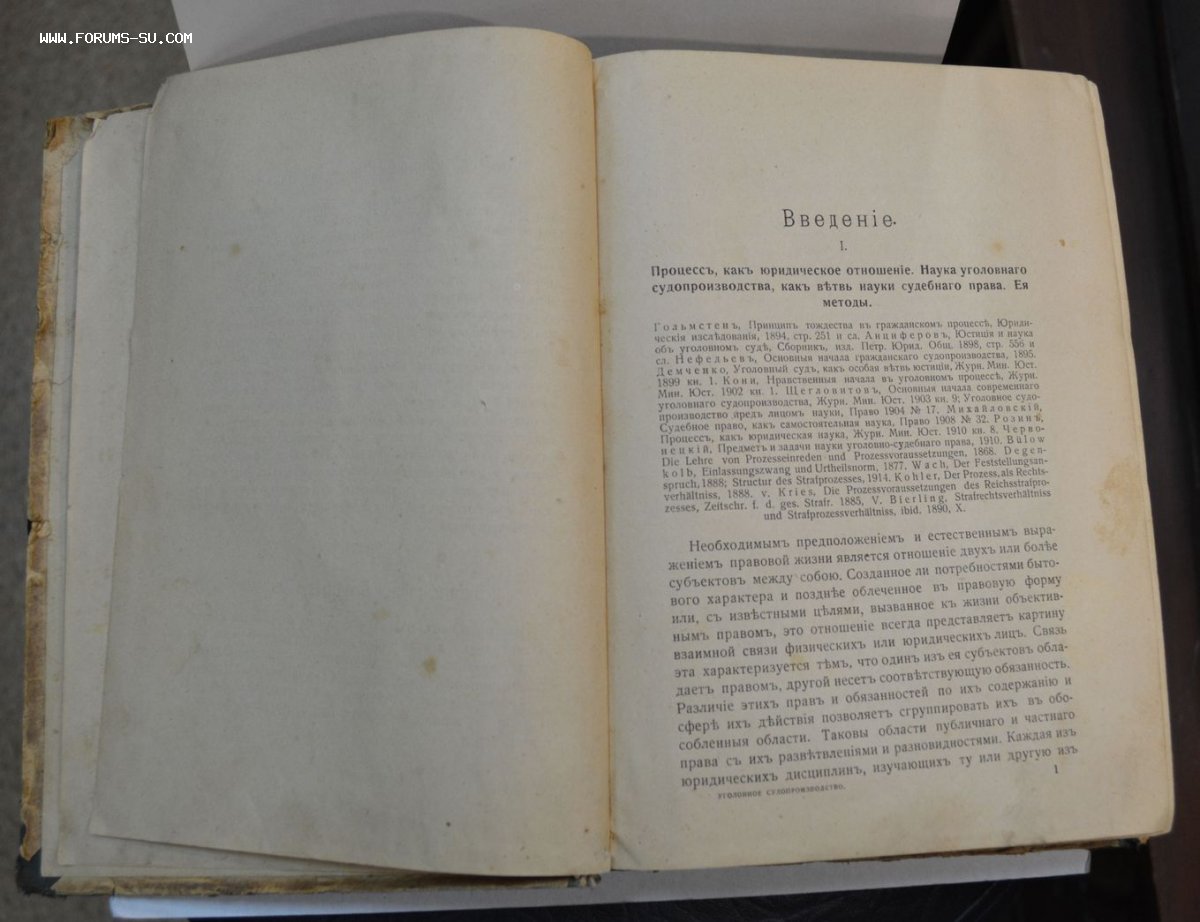 WWW.FORUMS-SU.COM
Введеніе.
I.
Процессъ, какъ юридическое отношеніе. Наука уголовнаго
судопроизводства, какъ вѣтвь науки судебнаго права. Ея
методы.
Гольмстенъ, Принципъ тождества въ гражданскомъ процессѣ, Юриди-
ческія изслѣдованія, 1894, стр. 251 и сл. Анциферовъ, Юстиція и наука
объ уголовномъ судѣ, Сборникъ, изд. Петр. Юрид. Общ. 1898, стр. 556 и
сл. Нефедьевъ, Основныя начала гражданскаго судопроизводства, 1895.
Демченко, Уголовный судъ, какъ особая вѣтвь юстиціи, Журн. Мин. Юст.
1899 кн. 1. Кони, Нравственныя начала въ уголовномъ процессѣ, Журн.
Мин. Юст. 1902 кн. 1. Щегловитовъ, Основныя начала современнаго
уголовнаго судопроизводства, Журн. Мин. Юст. 1903 кн. 9; Уголовное судо-
производство предъ лицомъ науки, Право 1904 № 17. Михайловскій,
Судебное право, какъ самостоятельная наука, Право 1908 № 32. Розинъ,
Процессъ, какъ юридическая наука, Журн. Мин. Юст. 1910 кн. 8, Черво-
нецкій, Предметъ и задачи науки уголовно-судебнаго права, 1910. Bülow
Die Lehre von Prozesseinreden und Prozessvoraussetzungen, 1868. Degen-
kolb, Einlassungszwang und Urtheilsnorm, 1877. Wach, Der Feststellungsan-
spruch, 1888; Structur des Strafprozesses, 1914. Kohler, Der Prozess, als Rechts-
verhältniss, 1888. v. Kries, Die Prozessvoraussetzungen des Reichsstrafpro-
zesses, Zeitschr. f. d. ges. Strafr. 1885, V. Bierling, Strafrechtsverhältniss
und Strafprozessverhältniss, ibid. 1890, X.
Необходимымъ предположеніемъ и естественнымъ выра-
женіемъ правовой жизни является отношеніе двухъ или болѣе
субъектовъ между собою. Созданное ли потребностями быто-
вого характера и позднѣе облеченное въ правовую форму
или, съ извѣстными цѣлями, вызванное къ жизни объектив-
нымъ правомъ, это отношеніе всегда представляетъ картину
взаимной связи физическихъ или юридическихъ лицъ. Связь
эта характеризуется тѣмъ, что одинъ изъ ея субъектовъ обла-
даетъ правомъ, другой несетъ соотвѣтствующую обязанность.
Различіе этихъ правъ и обязанностей по ихъ содержанію и
сферѣ ихъ дѣйствія позволяетъ сгруппировать ихъ въ обо-
собленныя области. Таковы области публичнаго и частнаго
права съ ихъ развѣтвленіями и разновидностями. Каждая изъ
юридическихъ дисциплинъ, изучающихъ ту или другую изъ
УГОЛОВНОЕ СУДОПРОИЗВОДСТВО.
1